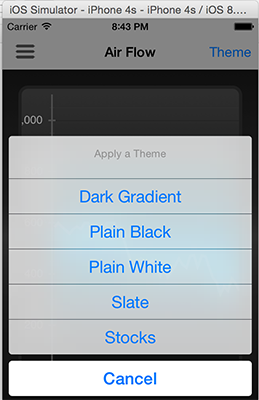 iOS Simulator - iPhone 4s - iPhone 4s / iOS 8....
Carrier 8:43 PM
Air Flow Theme
,000
Apply a Theme
Dark Gradient
Plain Black
Plain White
Slate
Stocks
Cancel